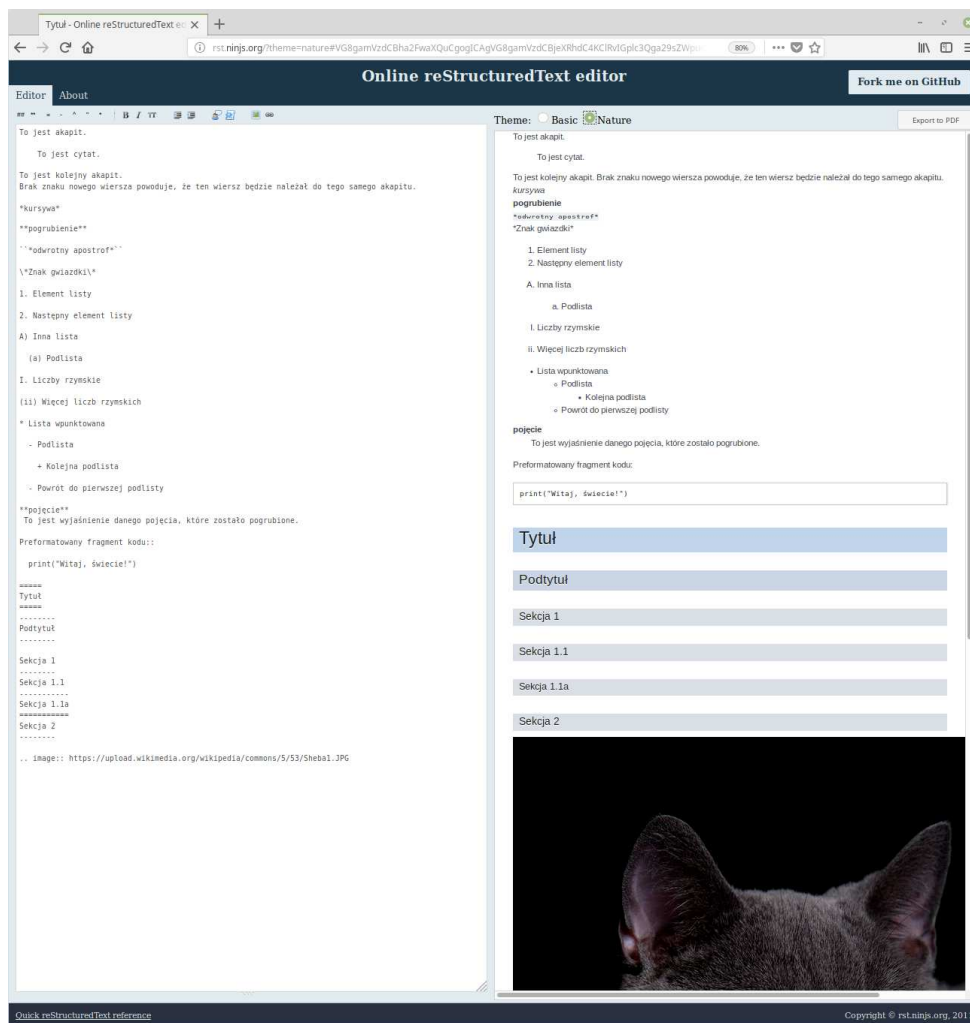 Tytuł - Online reStructuredText ed
rst.ninjs.org/?theme=nature#
80%
Online reStructuredText editor
Fork me on GitHub
Editor About
B I TT
Theme: Basic Nature
Export to PDF
To jest akapit.
To jest cytat.
To jest kolejny akapit.
Brak znaku nowego wiersza powoduje, że ten wiersz będzie należał do tego samego akapitu.
*kursywa*
**pogrubienie**
``*odwrotny apostrof*``
\*Znak gwiazdki\*
1. Element listy
2. Następny element listy
A) Inna lista
(a) Podlista
I. Liczby rzymskie
(ii) Więcej liczb rzymskich
* Lista wpunktowana
- Podlista
+ Kolejna podlista
- Powrót do pierwszej podlisty
**pojęcie**
To jest wyjaśnienie danego pojęcia, które zostało pogrubione.
Preformatowany fragment kodu::
print("Witaj, świecie!")
=====
Tytuł
=====
--------
Podtytuł
--------
Sekcja 1
--------
Sekcja 1.1
-----------
Sekcja 1.1a
===========
Sekcja 2
--------
.. image:: https://upload.wikimedia.org/wikipedia/commons/5/53/Sheba1.JPG
To jest akapit.
To jest cytat.
To jest kolejny akapit. Brak znaku nowego wiersza powoduje, że ten wiersz będzie należał do tego samego akapitu.
kursywa
pogrubienie
*odwrotny apostrof*
*Znak gwiazdki*
1. Element listy
2. Następny element listy
A. Inna lista
a. Podlista
I. Liczby rzymskie
ii. Więcej liczb rzymskich
• Lista wpunktowana
◦ Podlista
▪ Kolejna podlista
◦ Powrót do pierwszej podlisty
pojęcie
To jest wyjaśnienie danego pojęcia, które zostało pogrubione.
Preformatowany fragment kodu:
print("Witaj, świecie!")
Tytuł
Podtytuł
Sekcja 1
Sekcja 1.1
Sekcja 1.1a
Sekcja 2
Quick reStructuredText reference
Copyright © rst.ninjs.org, 201